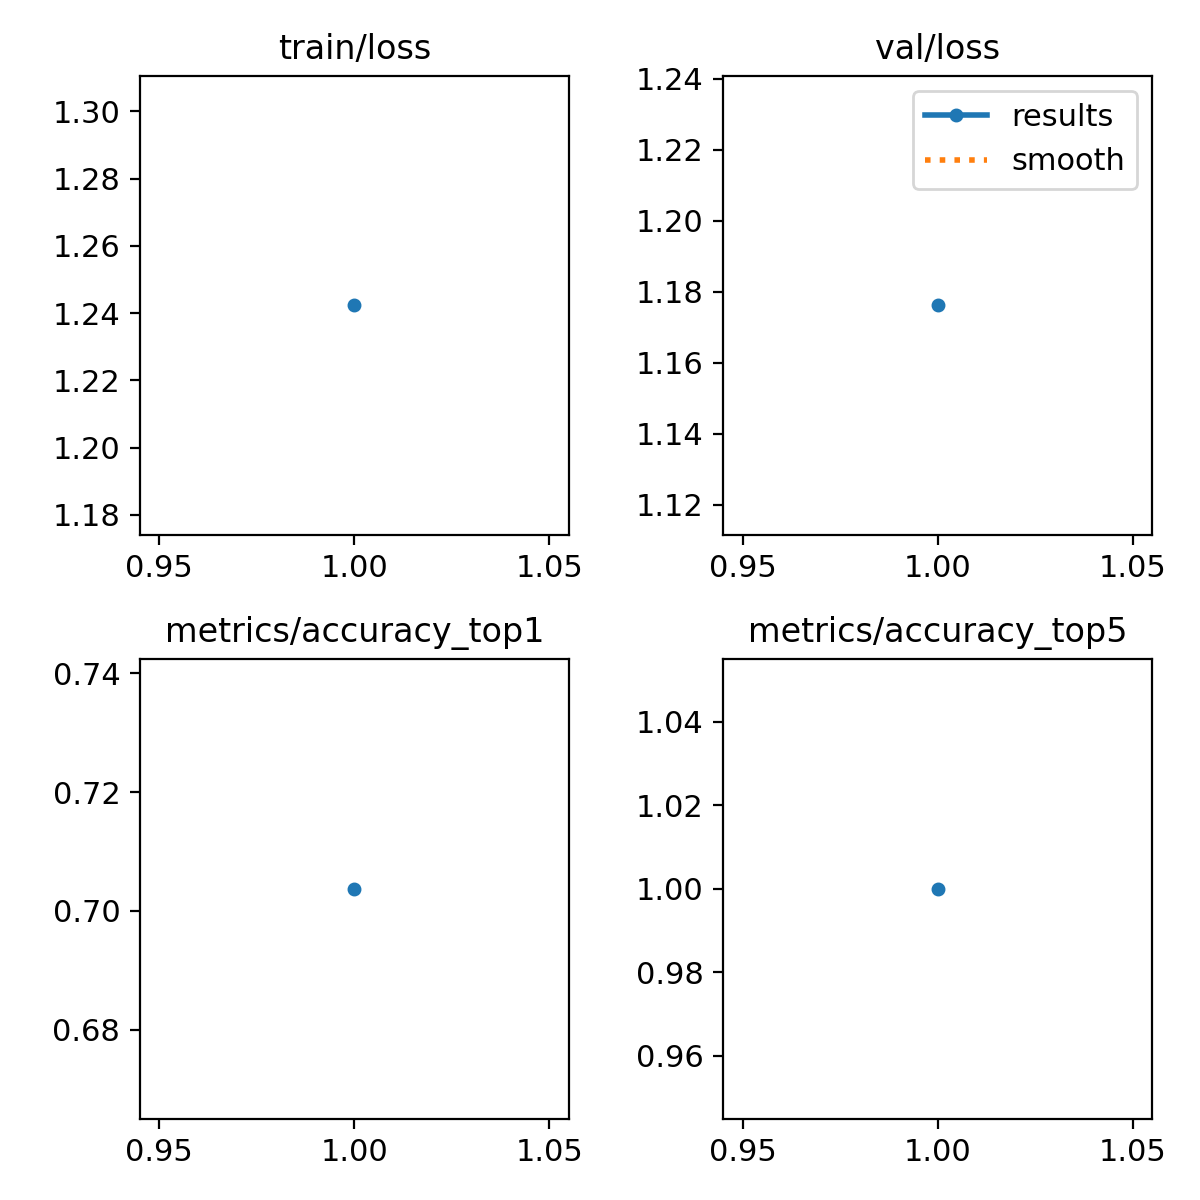 train/loss
1.30
1.28
1.26
1.24
1.22
1.20
1.18
0.95 1.00 1.05
val/loss
results
smooth
1.24
1.22
1.20
1.18
1.16
1.14
1.12
0.95 1.00 1.05
metrics/accuracy_top1
0.74
0.72
0.70
0.68
0.95 1.00 1.05
metrics/accuracy_top5
1.04
1.02
1.00
0.98
0.96
0.95 1.00 1.05